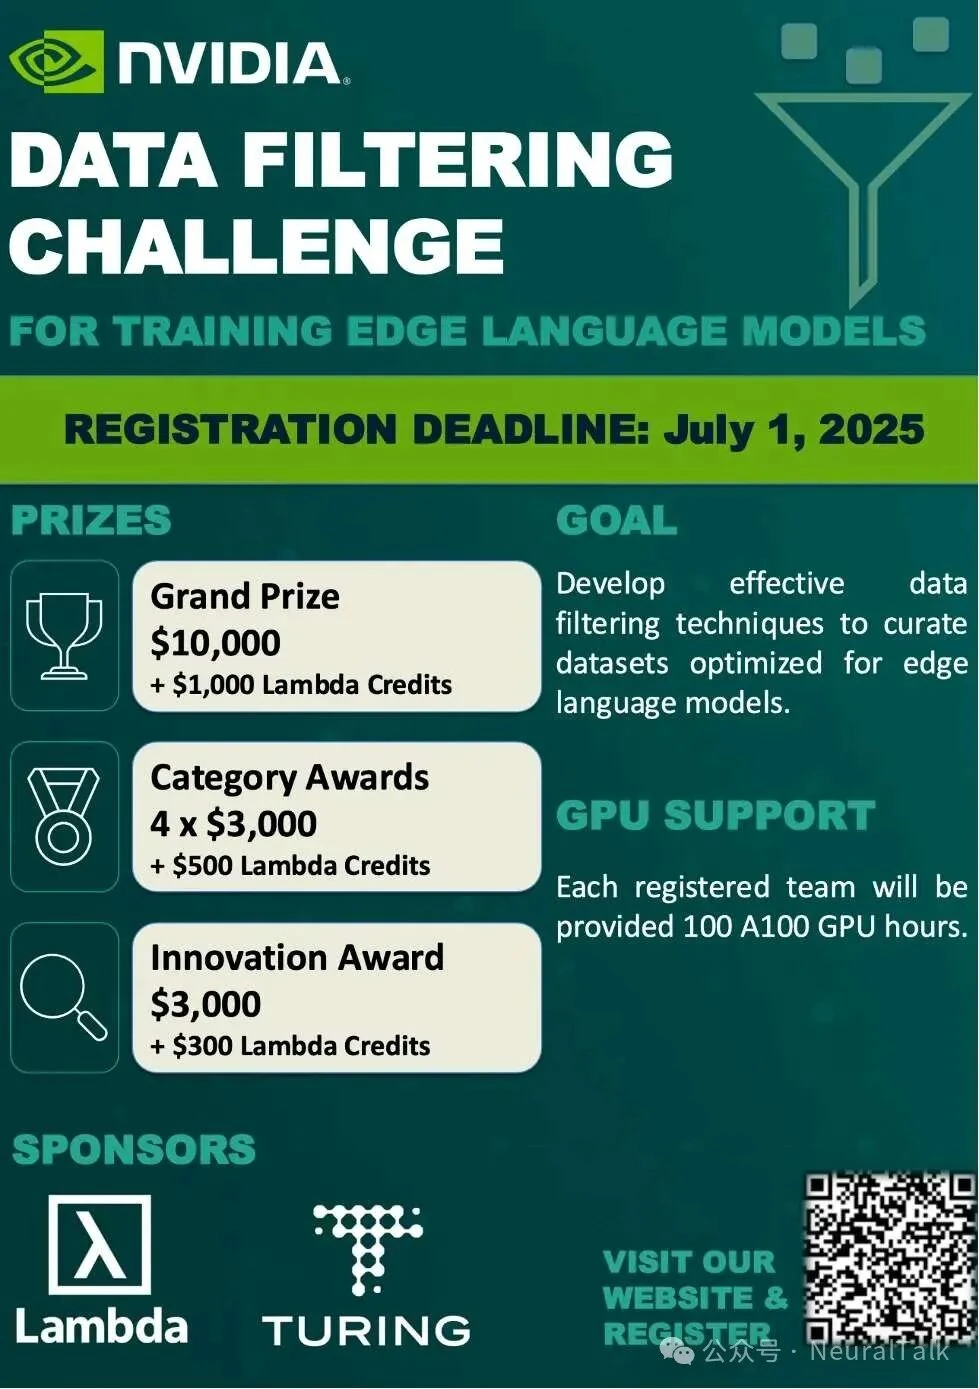 NVIDIA®
DATA FILTERING
CHALLENGE
FOR TRAINING EDGE LANGUAGE MODELS
REGISTRATION DEADLINE: July 1, 2025
PRIZES
Grand Prize
$10,000
+ $1,000 Lambda Credits
Category Awards
4 x $3,000
+ $500 Lambda Credits
Innovation Award
$3,000
+ $300 Lambda Credits
GOAL
Develop effective data
filtering techniques to curate
datasets optimized for edge
language models.
GPU SUPPORT
Each registered team will be
provided 100 A100 GPU hours.
SPONSORS
λ
Lambda
TURING
VISIT OUR
WEBSITE &
REGISTER
公众号 · NeuralTalk